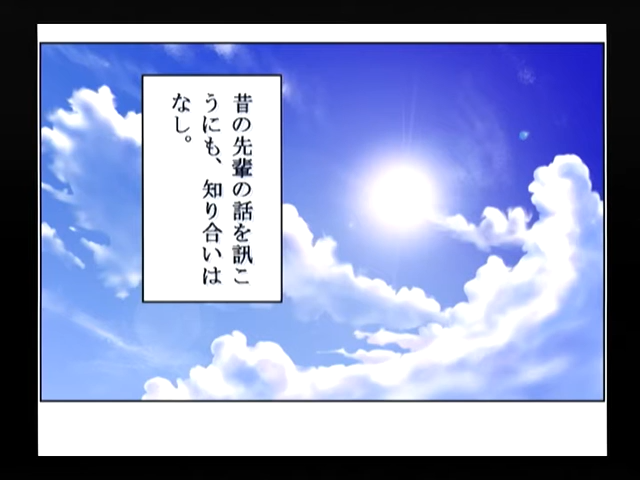 昔の先輩の話を訊こ
うにも、知り合いは
なし。